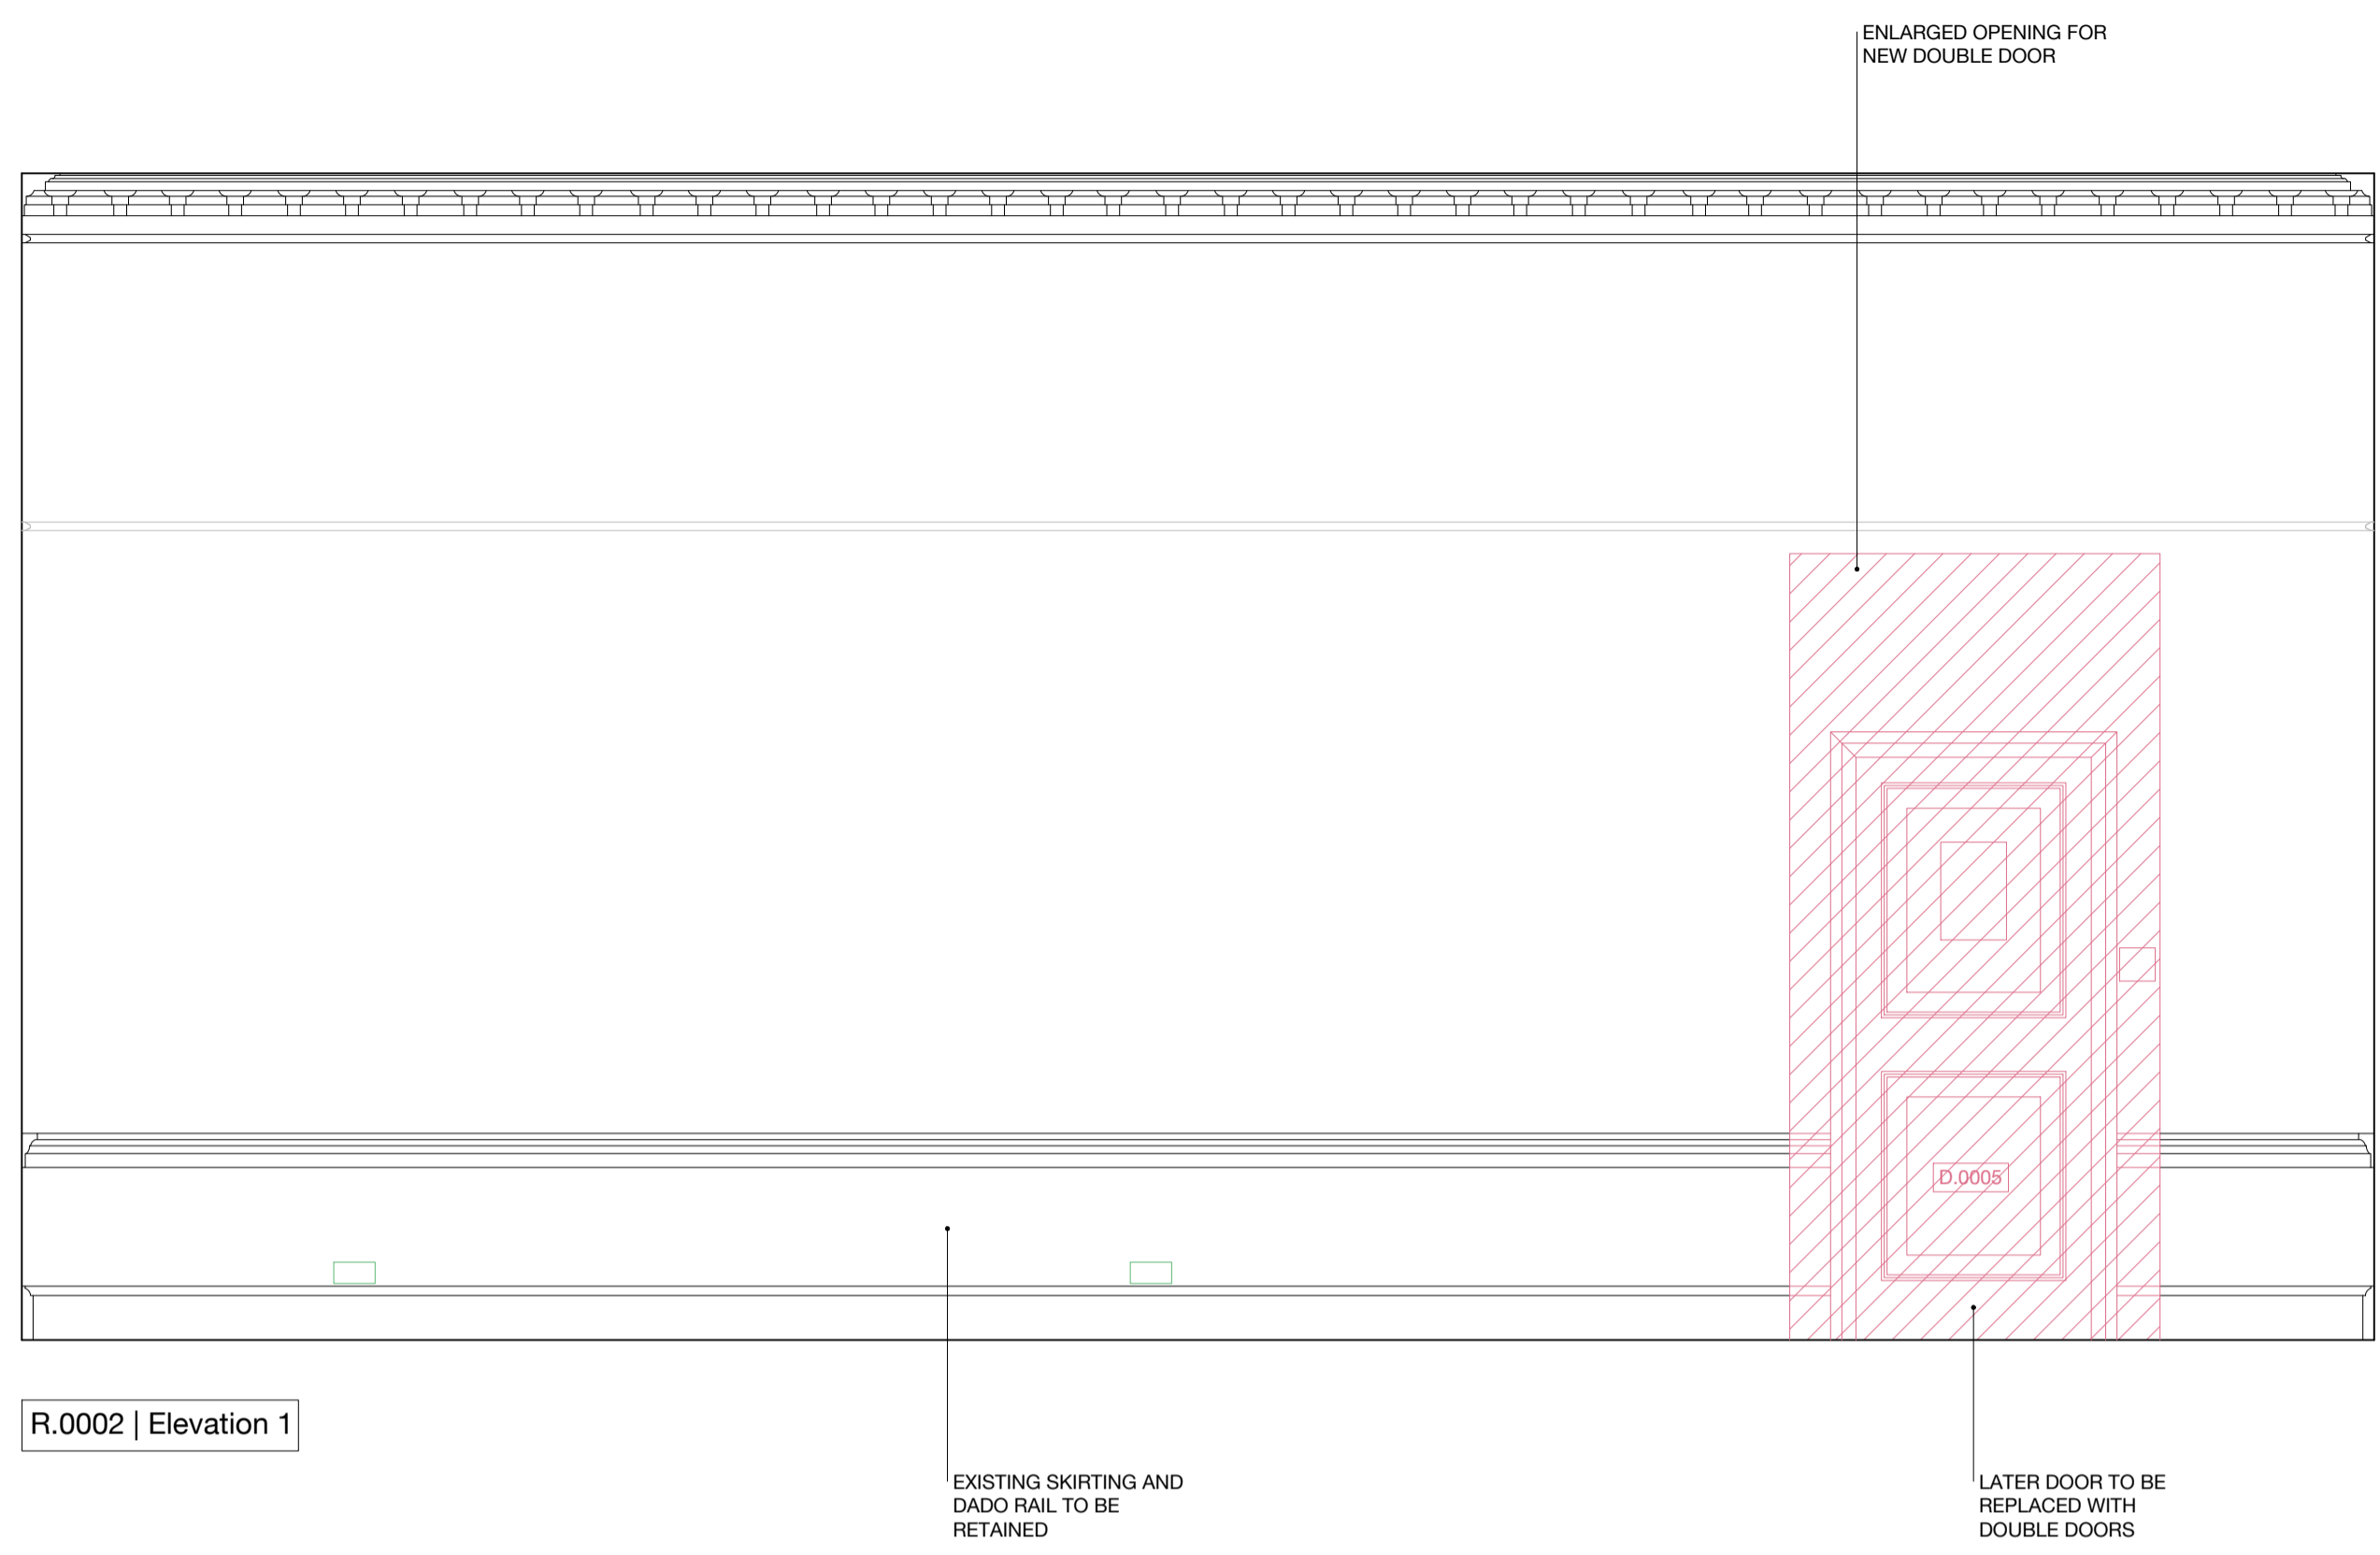 ENLARGED OPENING FOR
NEW DOUBLE DOOR
D.0005
R.0002 | Elevation 1
EXISTING SKIRTING AND
DADO RAIL TO BE
RETAINED
LATER DOOR TO BE
REPLACED WITH
DOUBLE DOORS